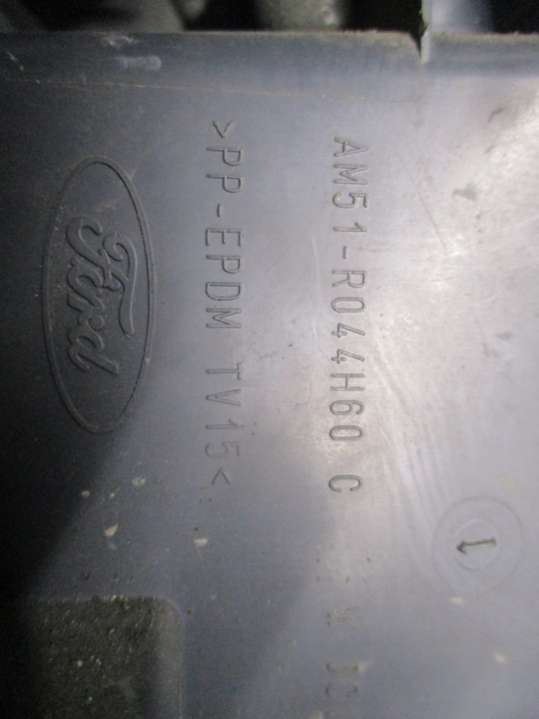 AM51-R044H60 C
>PP-EPDM TV15<
Ford
1